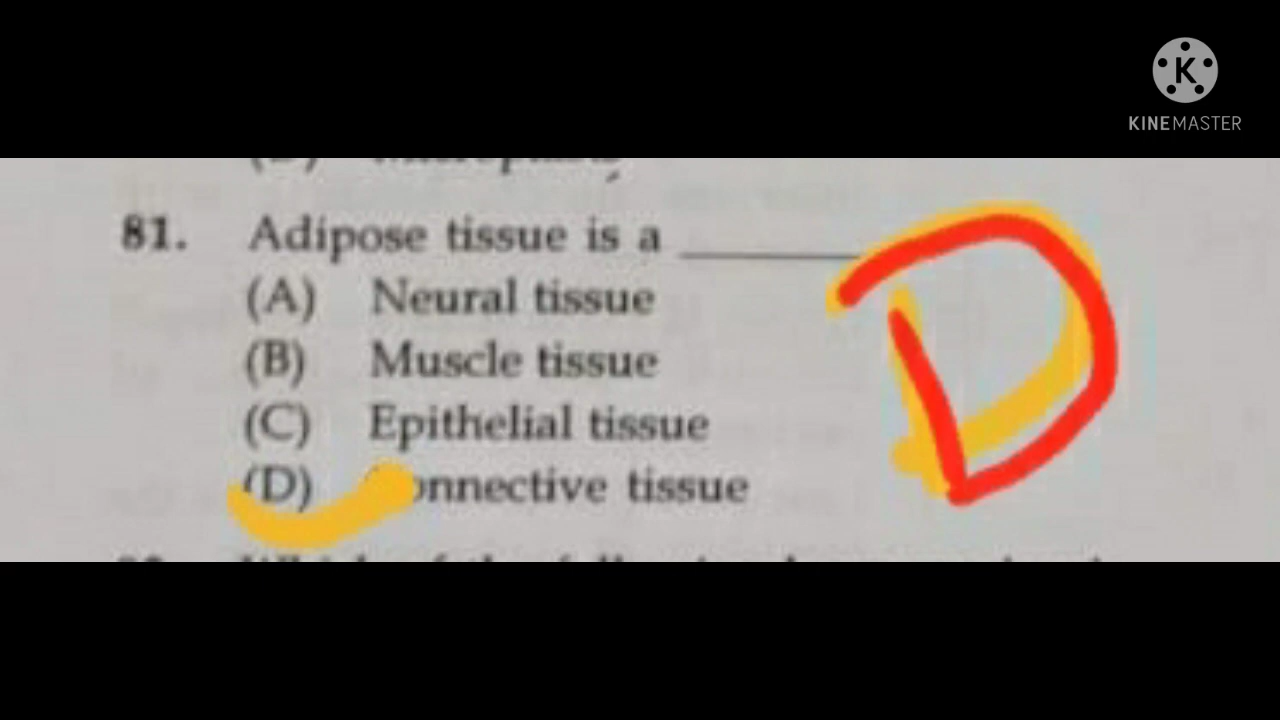 KINEMASTER
81. Adipose tissue is a
(A) Neural tissue
(B) Muscle tissue
(C) Epithelial tissue
(D) onnective tissue
D